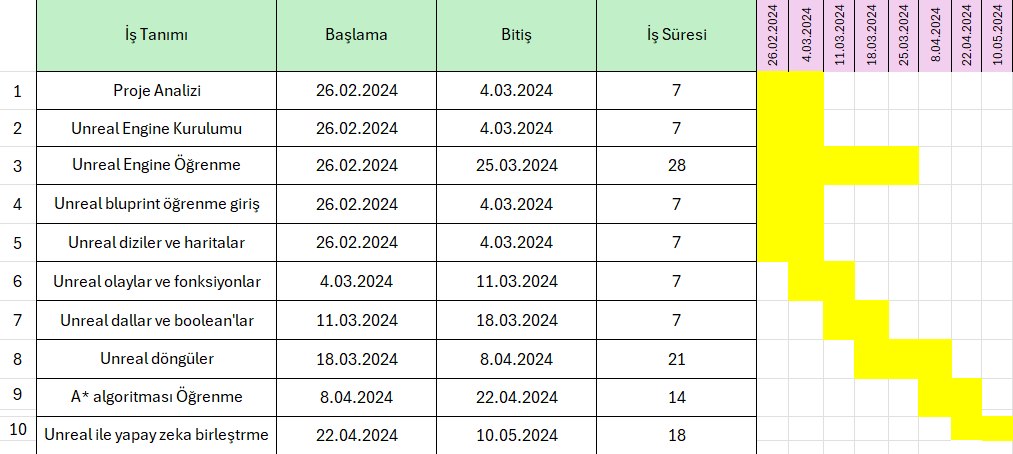 İş Tanımı Başlama Bitiş İş Süresi 26.02.2024 4.03.2024 11.03.2024 18.03.2024 25.03.2024 8.04.2024 22.04.2024 10.05.2024
1 Proje Analizi 26.02.2024 4.03.2024 7
2 Unreal Engine Kurulumu 26.02.2024 4.03.2024 7
3 Unreal Engine Öğrenme 26.02.2024 25.03.2024 28
4 Unreal bluprint öğrenme giriş 26.02.2024 4.03.2024 7
5 Unreal diziler ve haritalar 26.02.2024 4.03.2024 7
6 Unreal olaylar ve fonksiyonlar 4.03.2024 11.03.2024 7
7 Unreal dallar ve boolean'lar 11.03.2024 18.03.2024 7
8 Unreal döngüler 18.03.2024 8.04.2024 21
9 A* algoritması Öğrenme 8.04.2024 22.04.2024 14
10 Unreal ile yapay zeka birleştrme 22.04.2024 10.05.2024 18